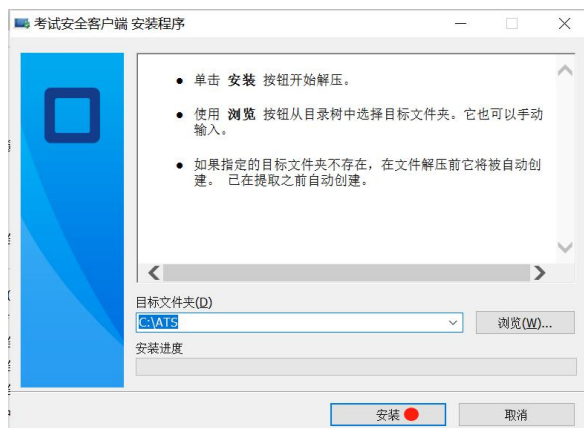 考试安全客户端 安装程序
● 单击 安装 按钮开始解压。
● 使用 浏览 按钮从目录树中选择目标文件夹。它也可以手动
输入。
● 如果指定的目标文件夹不存在，在文件解压前它将被自动创
建。 已在提取之前自动创建。
目标文件夹(D)
C:\ATS
浏览(W)...
安装进度
安装
取消